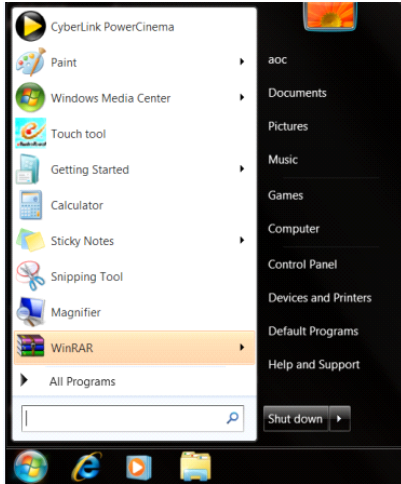 CyberLink PowerCinema
Paint
Windows Media Center
Touch tool
Getting Started
Calculator
Sticky Notes
Snipping Tool
Magnifier
WinRAR
All Programs
aoc
Documents
Pictures
Music
Games
Computer
Control Panel
Devices and Printers
Default Programs
Help and Support
Shut down